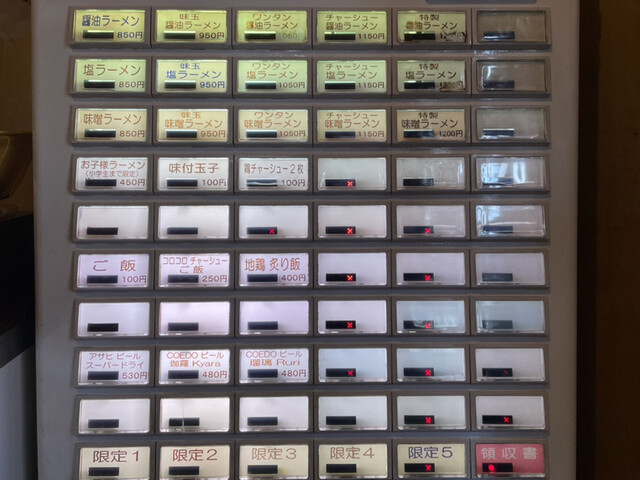 醤油ラーメン 850円
味玉
醤油ラーメン 950円
ワンタン
醤油ラーメン 1050
チャーシュー
醤油ラーメン 1150円
特製
醤油ラーメン
塩ラーメン 850円
味玉
塩ラーメン 950円
ワンタン
塩ラーメン 1050円
チャーシュー
塩ラーメン 1150円
特製
塩ラーメン
味噌ラーメン 850円
味玉
味噌ラーメン 950円
ワンタン
味噌ラーメン 1050円
チャーシュー
味噌ラーメン 1150円
特製
味噌ラーメン 1200円
お子様ラーメン
(小学生まで限定)
450円
味付玉子
100円
鶏チャーシュー2枚
100円
ご飯
100円
コロコロチャーシュー
ご飯 250円
地鶏 炙り飯
400円
アサヒビール
スーパードライ
530円
COEDO ビール
伽羅 Kyara
480円
COEDO ビール
瑠璃 Ruri
480円
限定1
限定2
限定3
限定4
限定5
領収書